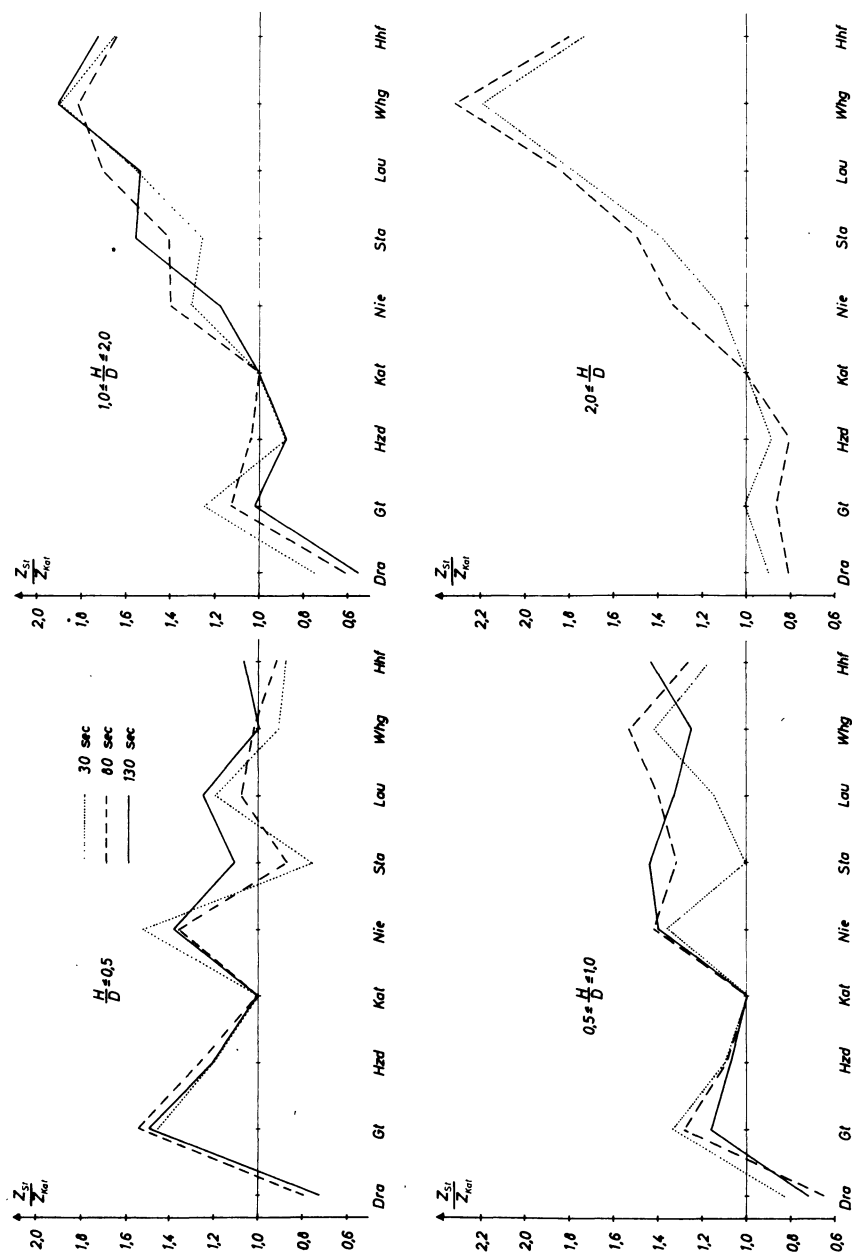 Z_St
Z_Kat
2,0
1,8
1,6
1,4
1,2
1,0
0,8
0,6
30 sec
80 sec
130 sec
H/D ≤ 0,5
Dra Gt Hzd Kat Nie Sta Lau Whg Hhf
Z_St
Z_Kat
2,0
1,8
1,6
1,4
1,2
1,0
0,8
0,6
1,0 ≤ H/D ≤ 2,0
Dra Gt Hzd Kat Nie Sta Lau Whg Hhf
Z_St
Z_Kat
2,2
2,0
1,8
1,6
1,4
1,2
1,0
0,8
0,6
0,5 ≤ H/D ≤ 1,0
Dra Gt Hzd Kat Nie Sta Lau Whg Hhf
Z_St
Z_Kat
2,2
2,0
1,8
1,6
1,4
1,2
1,0
0,8
0,6
2,0 ≤ H/D
Dra Gt Hzd Kat Nie Sta Lau Whg Hhf